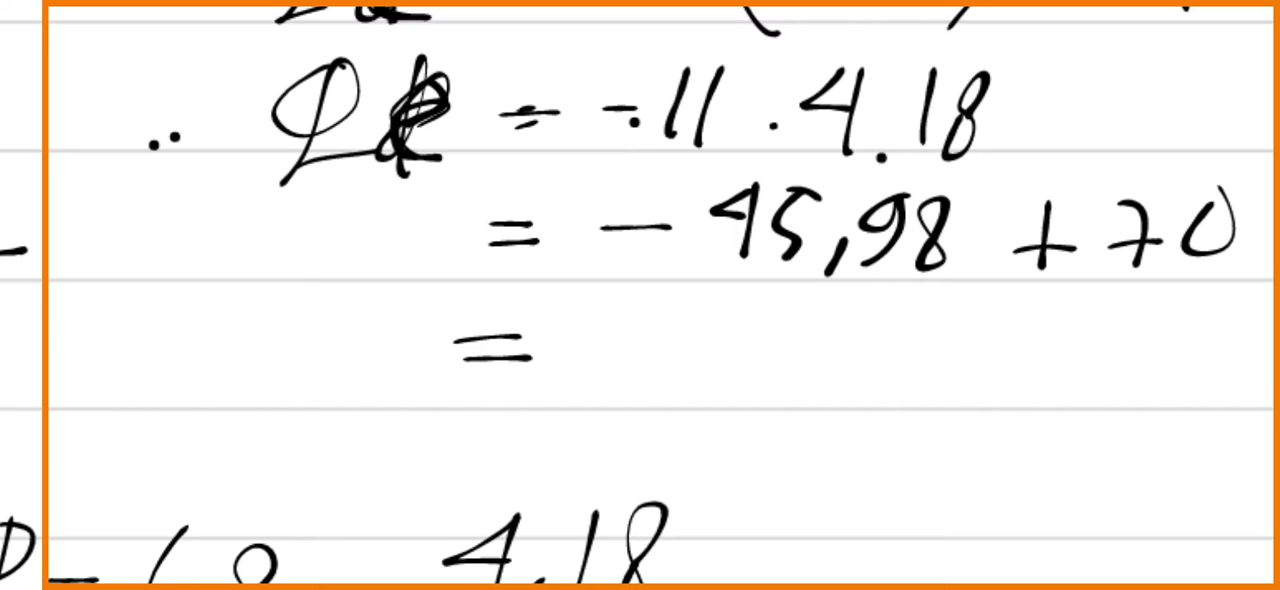 = -11 . 4.18
= - 45,98 + 70
=
4.18